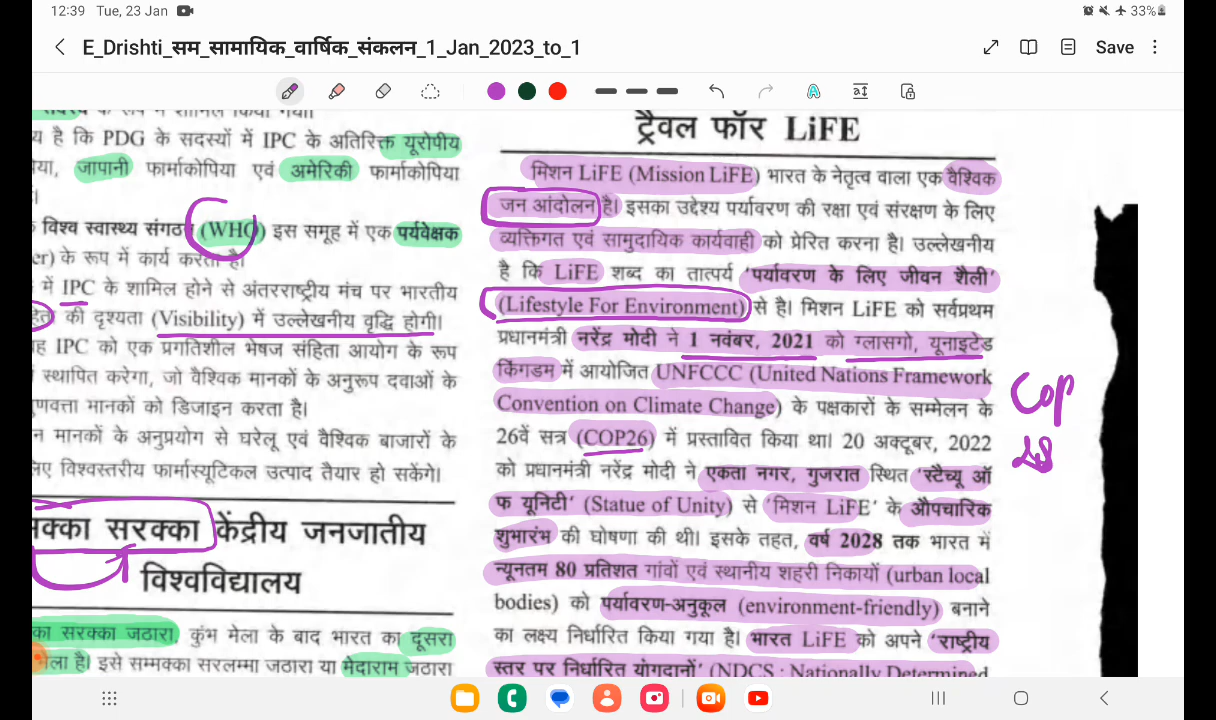 12:39 Tue, 23 Jan
33%
E_Drishti_सम_सामायिक_वार्षिक_संकलन_1_Jan_2023_to_1
Save
के रूप में शामिल किया गया।
य है कि PDG के सदस्यों में IPC के अतिरिक्त यूरोपीय
जापानी फार्माकोपिया एवं अमेरिकी फार्माकोपिया
विश्व स्वास्थ्य संगठन (WHO) इस समूह में एक पर्यवेक्षक
er) के रूप में कार्य करता है।
में IPC के शामिल होने से अंतरराष्ट्रीय मंच पर भारतीय
की दृश्यता (Visibility) में उल्लेखनीय वृद्धि होगी।
ह IPC को एक प्रगतिशील भेषज संहिता आयोग के रूप
स्थापित करेगा, जो वैश्विक मानकों के अनुरूप दवाओं के
णवत्ता मानकों को डिजाइन करता है।
न मानकों के अनुप्रयोग से घरेलू एवं वैश्विक बाजारों के
लिए विश्वस्तरीय फार्मास्यूटिकल उत्पाद तैयार हो सकेंगे।
मक्का सरक्का केंद्रीय जनजातीय
विश्वविद्यालय
का सरक्का जठारा, कुंभ मेला के बाद भारत का दूसरा
मेला है। इसे सम्मक्का सरलम्मा जठारा या मेदाराम जठारा
ट्रैवल फॉर LiFE
मिशन LiFE (Mission LiFE) भारत के नेतृत्व वाला एक वैश्विक
जन आंदोलन है। इसका उद्देश्य पर्यावरण की रक्षा एवं संरक्षण के लिए
व्यक्तिगत एवं सामुदायिक कार्यवाही को प्रेरित करना है। उल्लेखनीय
है कि LiFE शब्द का तात्पर्य 'पर्यावरण के लिए जीवन शैली'
(Lifestyle For Environment) से है। मिशन LiFE को सर्वप्रथम
प्रधानमंत्री नरेंद्र मोदी ने 1 नवंबर, 2021 को ग्लासगो, यूनाइटेड
किंगडम में आयोजित UNFCCC (United Nations Framework
Convention on Climate Change) के पक्षकारों के सम्मेलन के
26वें सत्र (COP26) में प्रस्तावित किया था। 20 अक्टूबर, 2022
को प्रधानमंत्री नरेंद्र मोदी ने एकता नगर, गुजरात स्थित 'स्टैच्यू ऑ
फ यूनिटी' (Statue of Unity) से 'मिशन LiFE' के औपचारिक
शुभारंभ की घोषणा की थी। इसके तहत, वर्ष 2028 तक भारत में
न्यूनतम 80 प्रतिशत गांवों एवं स्थानीय शहरी निकायों (urban local
bodies) को पर्यावरण-अनुकूल (environment-friendly) बनाने
का लक्ष्य निर्धारित किया गया है। भारत LiFE को अपने 'राष्ट्रीय
स्तर पर निर्धारित योगदानों' (NDCS : Nationally Determined
Cop